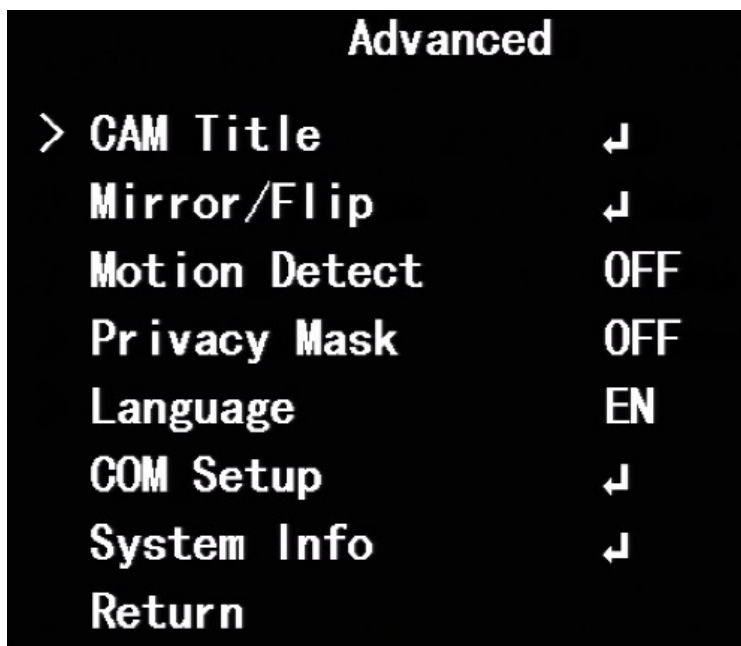 Advanced
> CAM Title ↲
Mirror/Flip ↲
Motion Detect OFF
Privacy Mask OFF
Language EN
COM Setup ↲
System Info ↲
Return